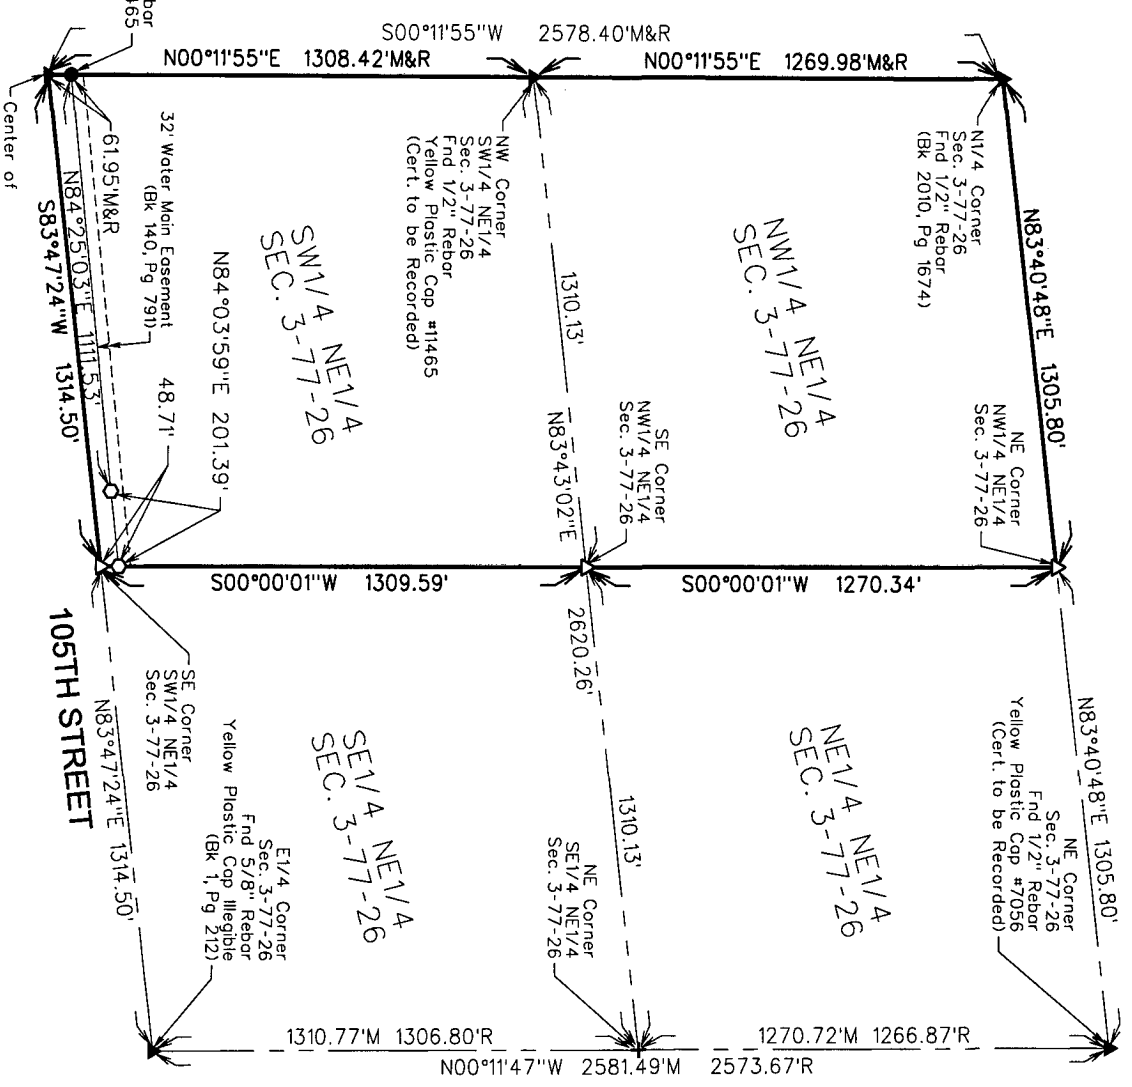 S00°11'55"W 2578.40'M&R
N00°11'55"E 1308.42'M&R
N00°11'55"E 1269.98'M&R
bar
465
Center of
61.95'M&R
N84°25'03"E 1111.53'
S83°47'24"W 1314.50'
32' Water Main Easement
(Bk 140, Pg 791)
48.71'
N84°03'59"E 201.39'
SW1/4 NE1/4
SEC. 3-77-26
NW Corner
SW1/4 NE1/4
Sec. 3-77-26
Fnd 1/2" Rebar
Yellow Plastic Cap #11465
(Cert. to be Recorded)
1310.13'
N83°43'02"E
NW1/4 NE1/4
SEC. 3-77-26
N1/4 Corner
Sec. 3-77-26
Fnd 1/2" Rebar
(Bk 2010, Pg 1674)
N83°40'48"E 1305.80'
NE Corner
NW1/4 NE1/4
Sec. 3-77-26
SE Corner
NW1/4 NE1/4
Sec. 3-77-26
S00°00'01"W 1309.59'
S00°00'01"W 1270.34'
2620.26'
1310.13'
105TH STREET
N83°47'24"E 1314.50'
SE Corner
SW1/4 NE1/4
Sec. 3-77-26
SE1/4 NE1/4
SEC. 3-77-26
E1/4 Corner
Sec. 3-77-26
Fnd 5/8" Rebar
Yellow Plastic Cap Illegible
(Bk 1, Pg 212)
NE1/4 NE1/4
SEC. 3-77-26
NE Corner
SE1/4 NE1/4
Sec. 3-77-26
N83°40'48"E 1305.80'
NE Corner
Sec. 3-77-26
Fnd 1/2" Rebar
Yellow Plastic Cap #7056
(Cert. to be Recorded)
1310.77'M 1306.80'R
1270.72'M 1266.87'R
N00°11'47"W 2581.49'M 2573.67'R